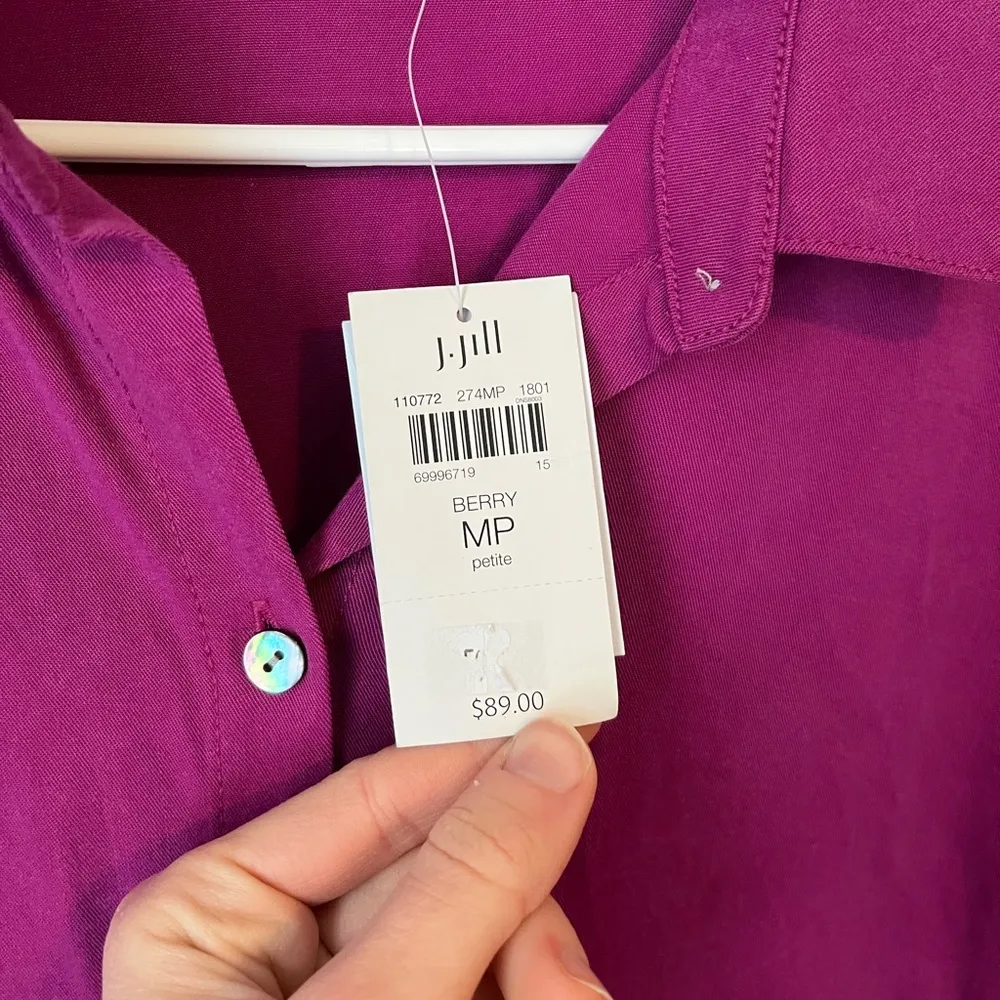 J.Jill
110772 274MP 1801
69996719 15
BERRY
MP
petite
$89.00